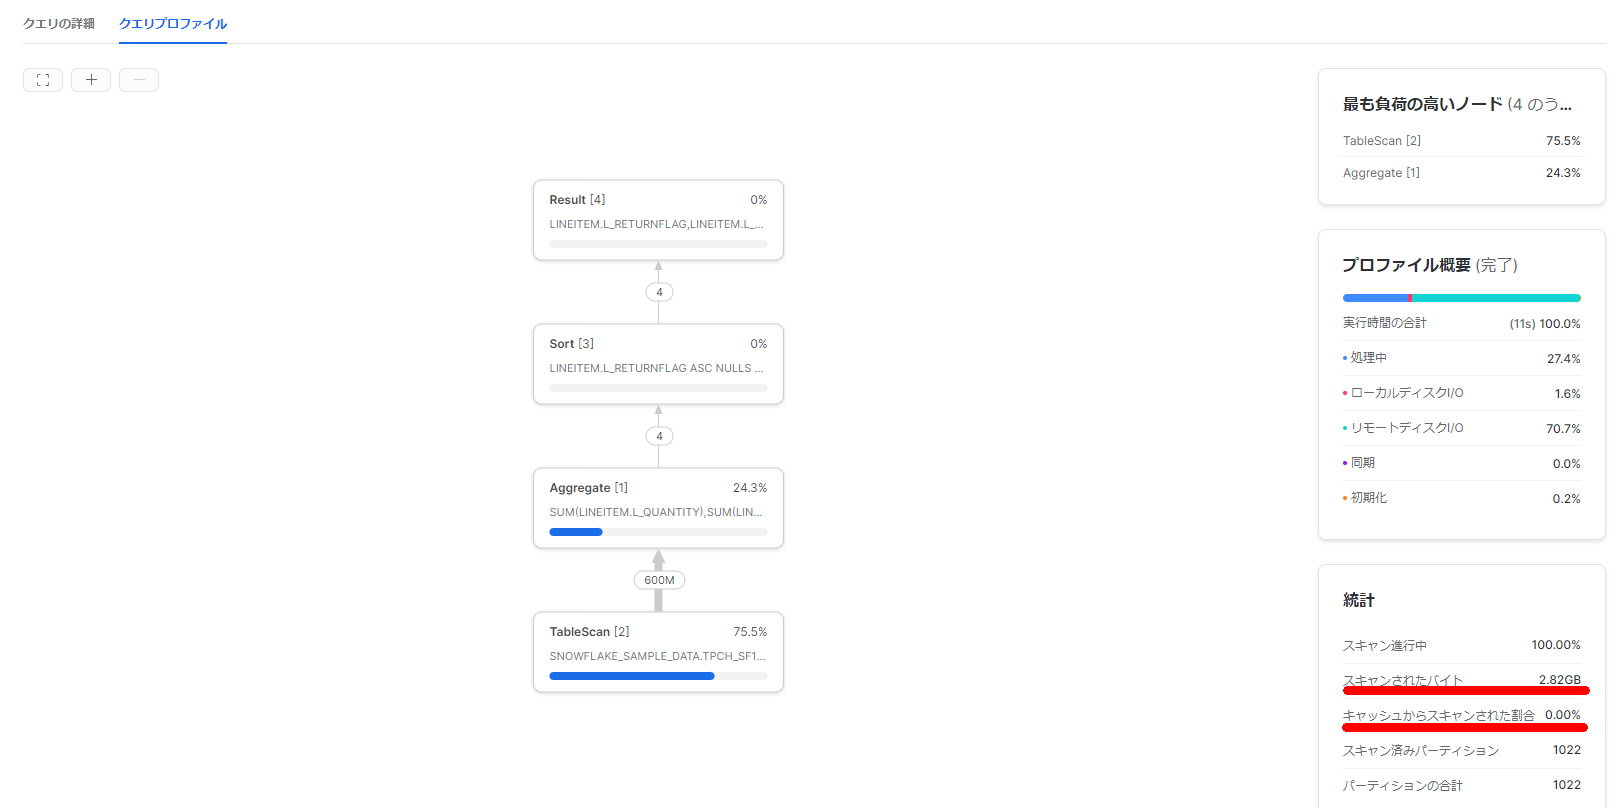 クエリの詳細 クエリプロファイル
Result [4] 0%
LINEITEM.L_RETURNFLAG,LINEITEM.L_...
4
Sort [3] 0%
LINEITEM.L_RETURNFLAG ASC NULLS ...
4
Aggregate [1] 24.3%
SUM(LINEITEM.L_QUANTITY),SUM(LIN...
600M
TableScan [2] 75.5%
SNOWFLAKE_SAMPLE_DATA.TPCH_SF1...
最も負荷の高いノード (4 のう...
TableScan [2] 75.5%
Aggregate [1] 24.3%
プロファイル概要 (完了)
実行時間の合計 (11s) 100.0%
処理中 27.4%
ローカルディスクI/O 1.6%
リモートディスクI/O 70.7%
同期 0.0%
初期化 0.2%
統計
スキャン進行中 100.00%
スキャンされたバイト 2.82GB
キャッシュからスキャンされた割合 0.00%
スキャン済みパーティション 1022
パーティションの合計 1022